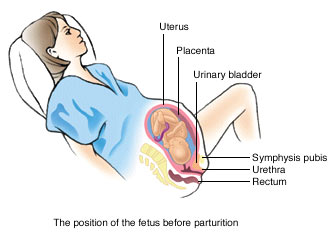 Uterus
Placenta
Urinary bladder
Symphysis pubis
Urethra
Rectum
The position of the fetus before parturition